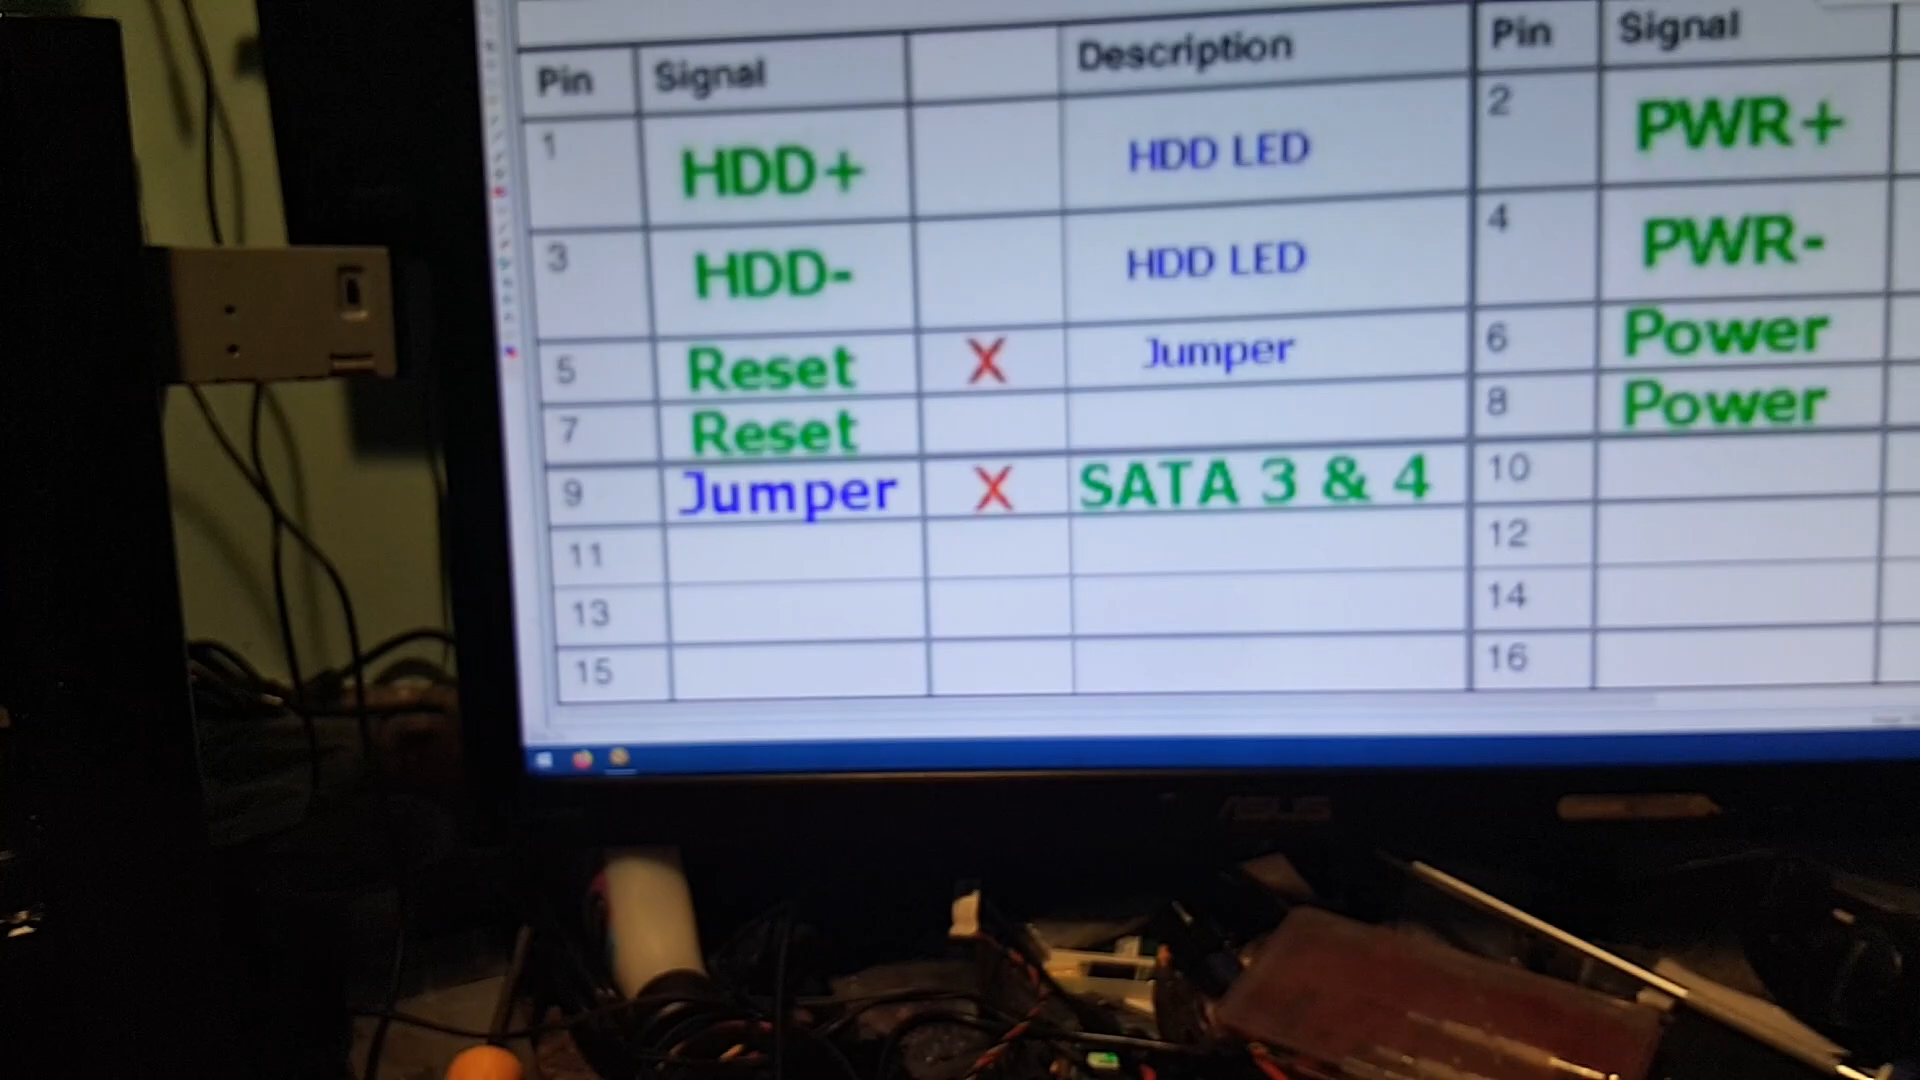 Pin Signal Description Pin Signal
1 HDD+ HDD LED 2 PWR+
3 HDD- HDD LED 4 PWR-
5 Reset X Jumper 6 Power
7 Reset 8 Power
9 Jumper X SATA 3 & 4 10
11 12
13 14
15 16
ASUS